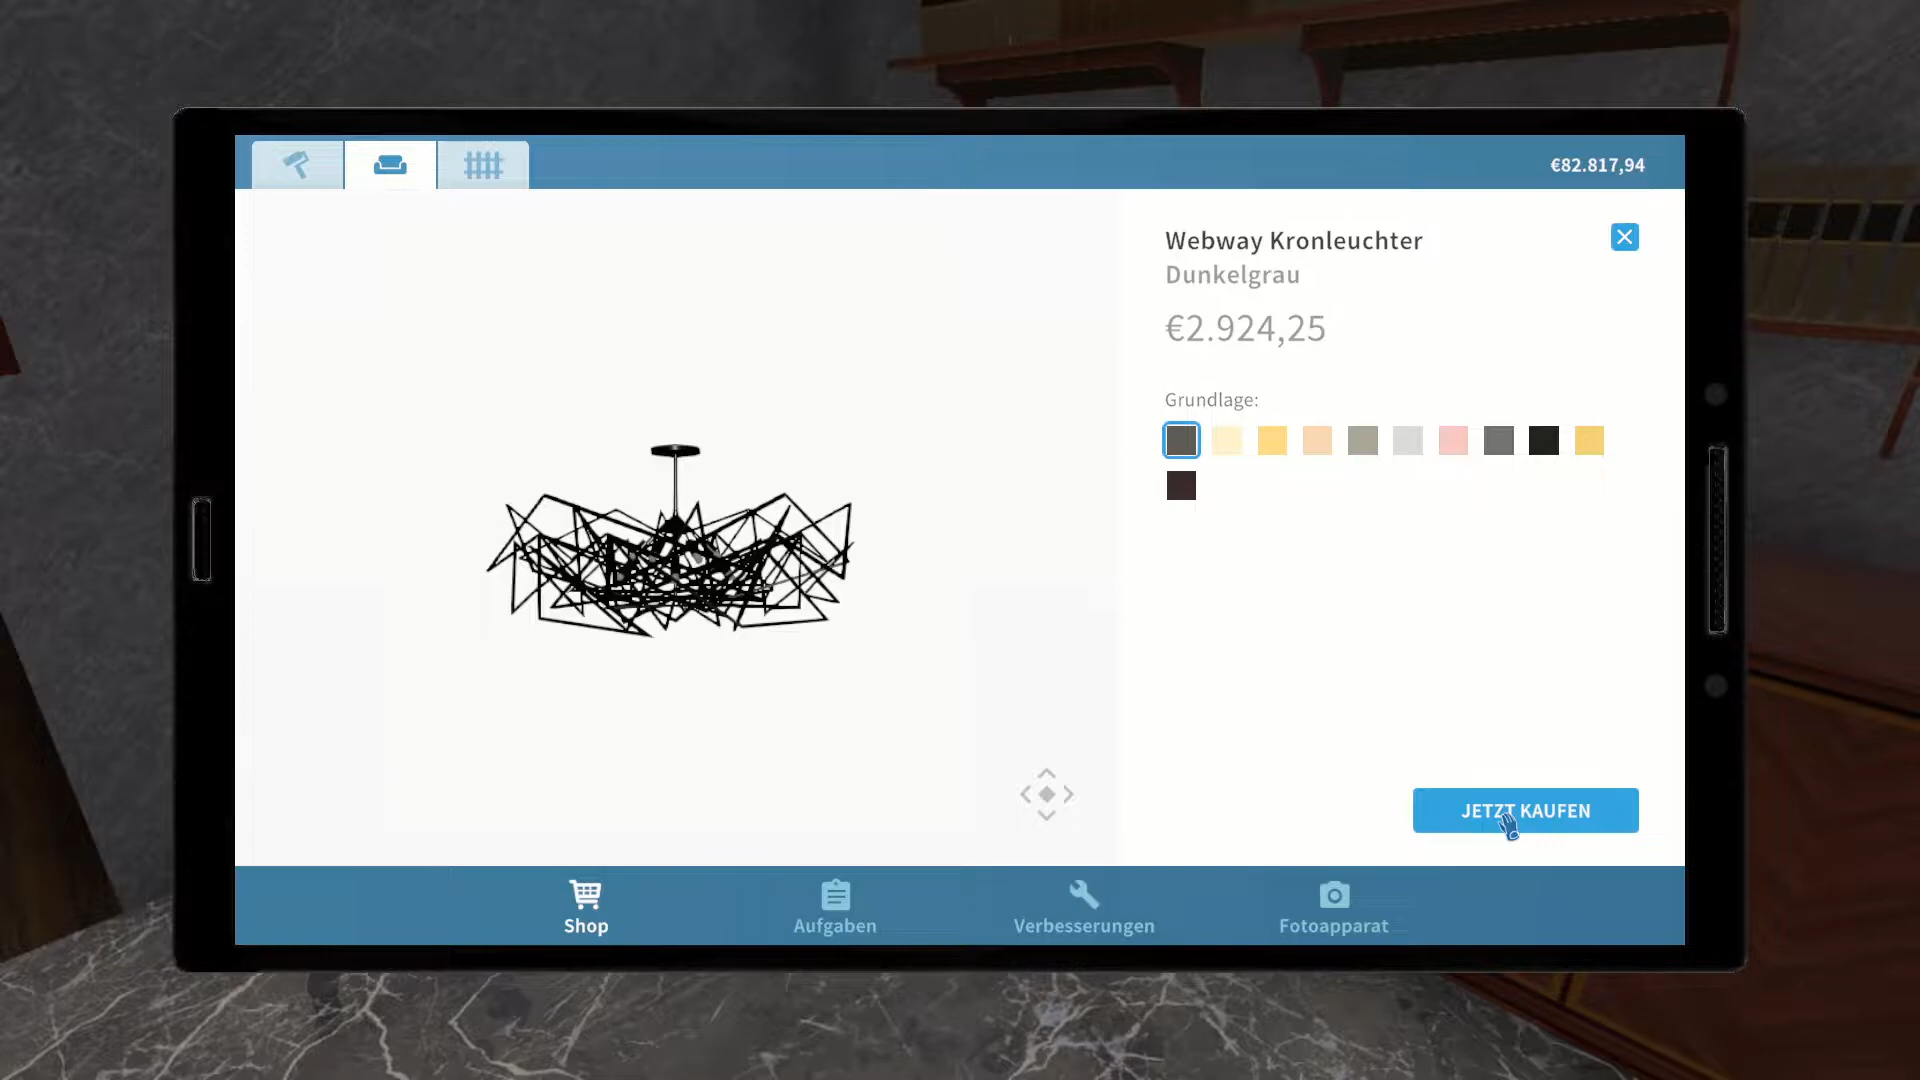 €82.817,94
Webway Kronleuchter
Dunkelgrau
€2.924,25
Grundlage:
JETZT KAUFEN
Shop
Aufgaben
Verbesserungen
Fotoapparat